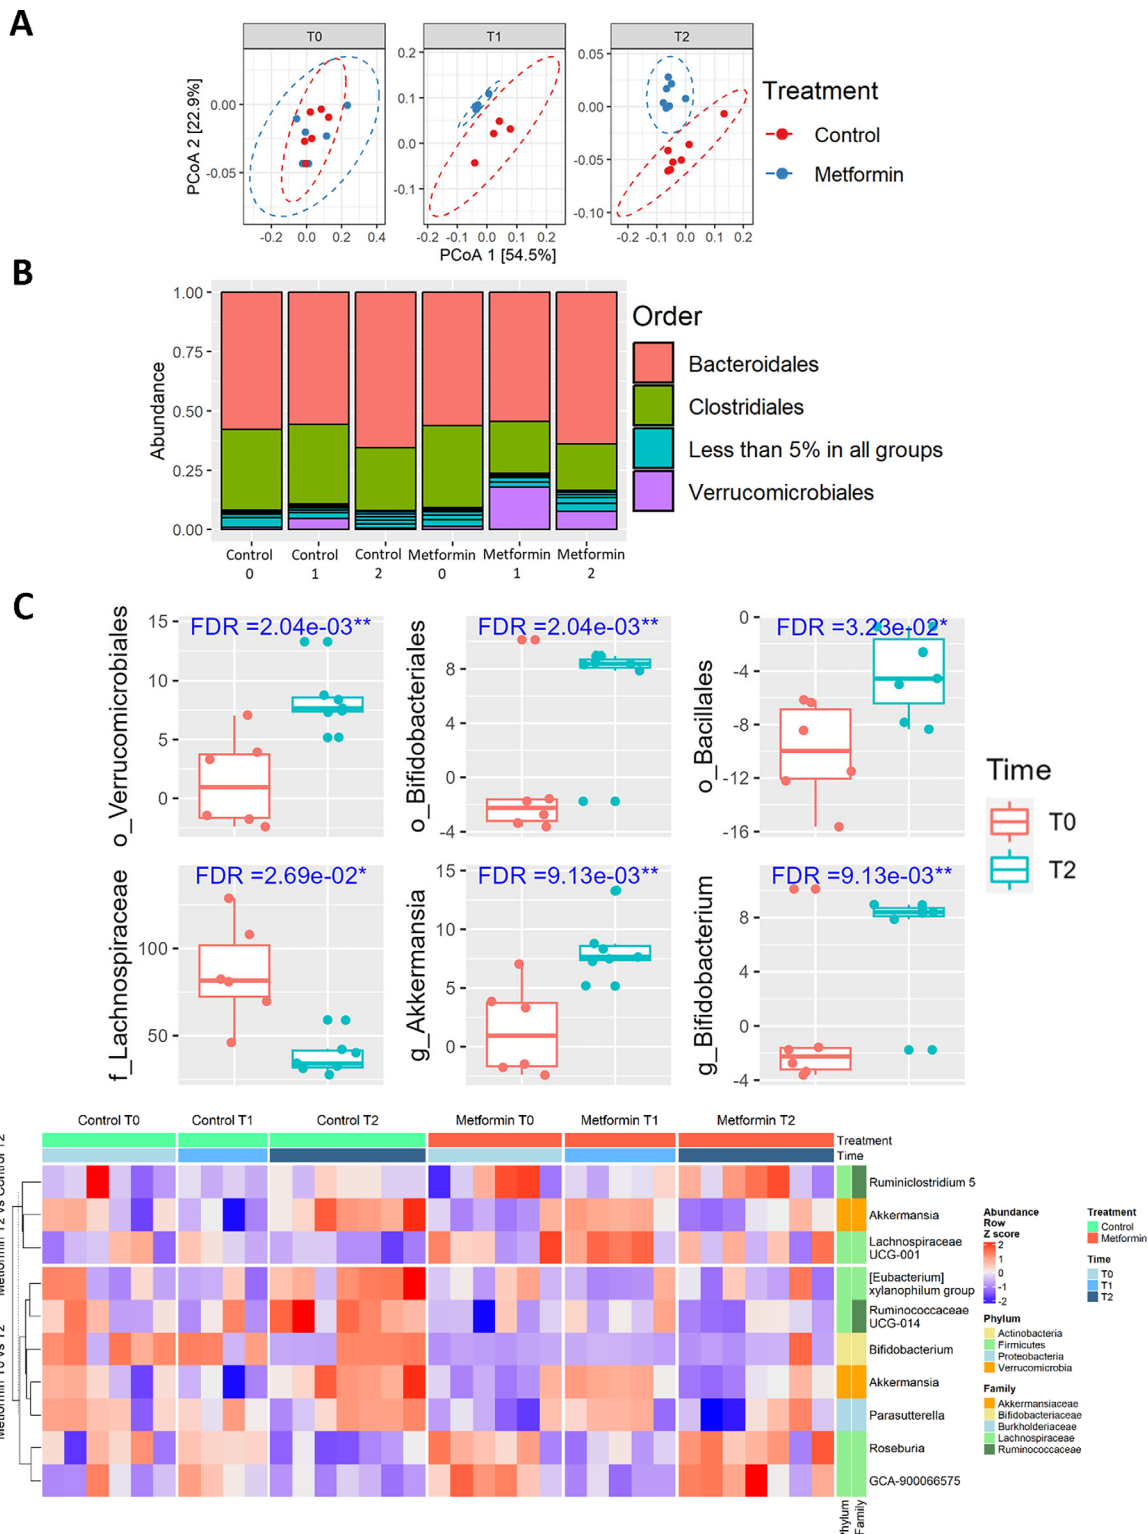 A
T0
T1
T2
PCoA 2 [22.9%]
0.00
-0.05
0.2
0.1
0.0
-0.1
0.05
0.00
-0.05
-0.10
-0.2 0.0 0.2 0.4
-0.2 -0.1 0.0 0.1 0.2
-0.2 -0.1 0.0 0.1 0.2
PCoA 1 [54.5%]
Treatment
Control
Metformin
B
Abundance
1.00
0.75
0.50
0.25
0.00
Control 0
Control 1
Control 2
Metformin 0
Metformin 1
Metformin 2
Order
Bacteroidales
Clostridiales
Less than 5% in all groups
Verrucomicrobiales
C
o_Verrucomicrobiales
15
10
5
0
FDR =2.04e-03**
o_Bifidobacteriales
8
4
0
-4
FDR =2.04e-03**
o_Bacillales
0
-4
-8
-12
-16
FDR =3.23e-02*
Time
T0
T2
f_Lachnospiraceae
100
50
FDR =2.69e-02*
g_Akkermansia
15
10
5
0
FDR =9.13e-03**
g_Bifidobacterium
8
4
0
-4
FDR =9.13e-03**
Control T0
Control T1
Control T2
Metformin T0
Metformin T1
Metformin T2
Treatment
Time
Metformin T2 vs Control T2
Metformin T0 vs T2
Ruminiclostridium 5
Akkermansia
Lachnospiraceae
UCG-001
[Eubacterium]
xylanophilum group
Ruminococcaceae
UCG-014
Bifidobacterium
Akkermansia
Parasutterella
Roseburia
GCA-900066575
Phylum
Family
Abundance
Row
Z score
2
1
0
-1
-2
Treatment
Control
Metformin
Time
T0
T1
T2
Phylum
Actinobacteria
Firmicutes
Proteobacteria
Verrucomicrobia
Family
Akkermansiaceae
Bifidobacteriaceae
Burkholderiaceae
Lachnospiraceae
Ruminococcaceae